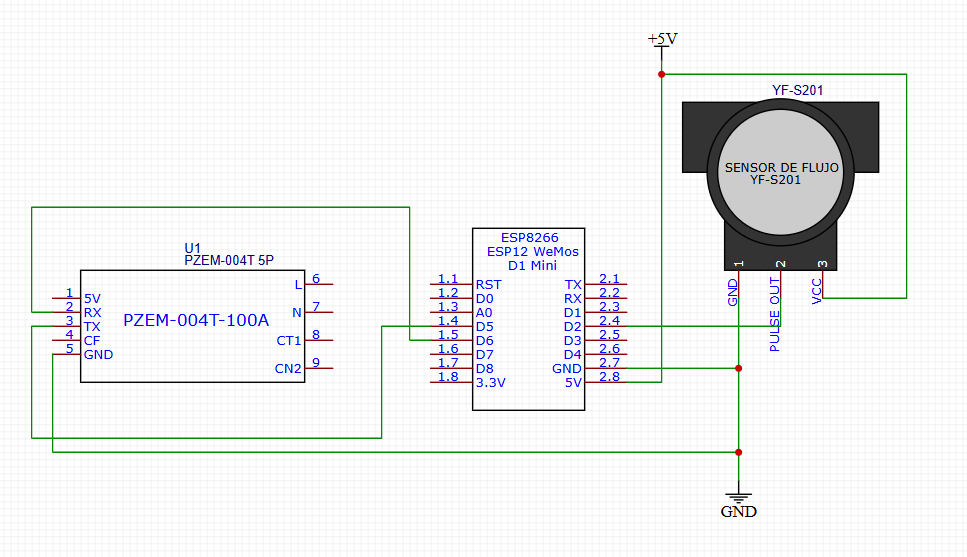 +5V
YF-S201
SENSOR DE FLUJO
YF-S201
1
2
3
GND
PULSE OUT
VCC
U1
PZEM-004T 5P
PZEM-004T-100A
1 5V
2 RX
3 TX
4 CF
5 GND
L 6
N 7
CT1 8
CN2 9
ESP8266
ESP12 WeMos
D1 Mini
1.1 RST
1.2 D0
1.3 A0
1.4 D5
1.5 D6
1.6 D7
1.7 D8
1.8 3.3V
TX 2.1
RX 2.2
D1 2.3
D2 2.4
D3 2.5
D4 2.6
GND 2.7
5V 2.8
GND